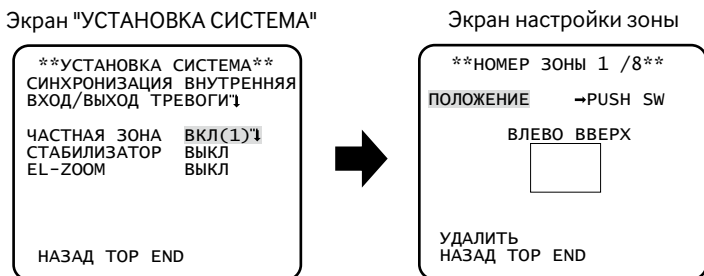 Экран "УСТАНОВКА СИСТЕМА"
**УСТАНОВКА СИСТЕМА**
СИНХРОНИЗАЦИЯ ВНУТРЕННЯЯ
ВХОД/ВЫХОД ТРЕВОГИ
ЧАСТНАЯ ЗОНА ВКЛ(1)
СТАБИЛИЗАТОР ВЫКЛ
EL-ZOOM ВЫКЛ
НАЗАД TOP END
Экран настройки зоны
**НОМЕР ЗОНЫ 1 /8**
ПОЛОЖЕНИЕ →PUSH SW
ВЛЕВО ВВЕРХ
УДАЛИТЬ
НАЗАД TOP END